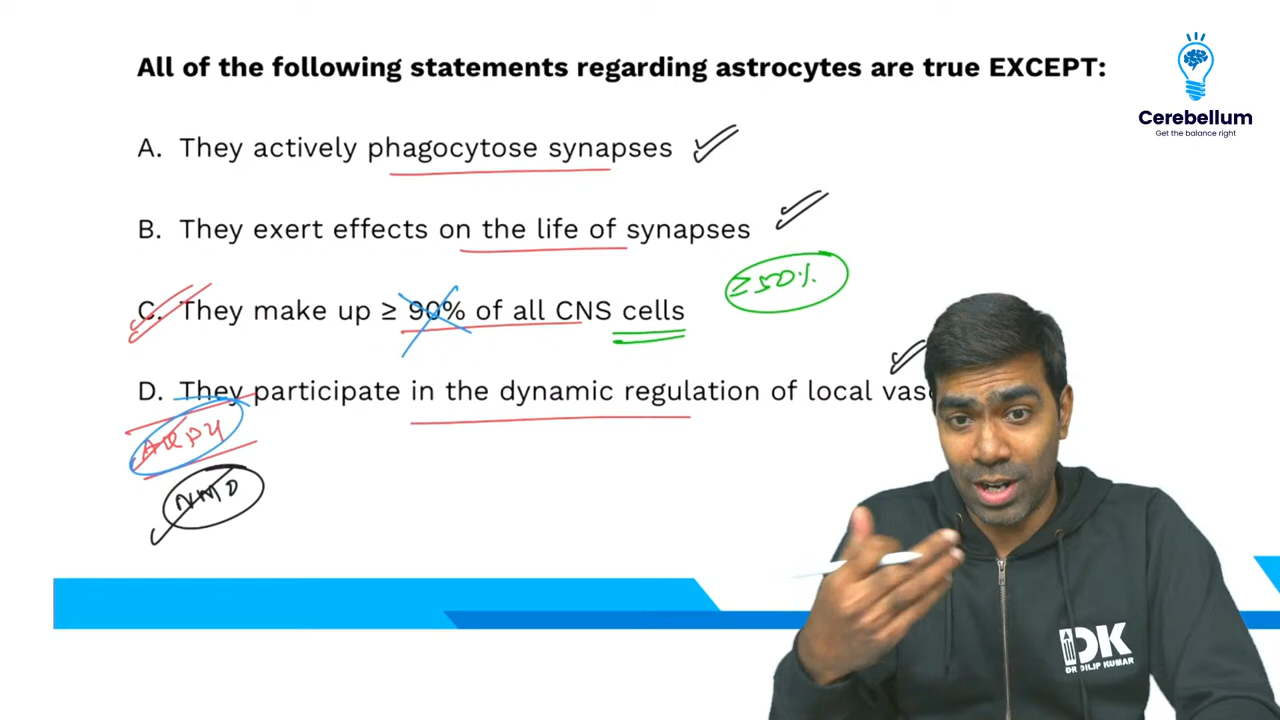 All of the following statements regarding astrocytes are true EXCEPT:
Cerebellum
Get the balance right
A. They actively phagocytose synapses
B. They exert effects on the life of synapses
≥50%
C. They make up ≥ 90% of all CNS cells
D. They participate in the dynamic regulation of local
NMO
DK
DR DILIP KUMAR